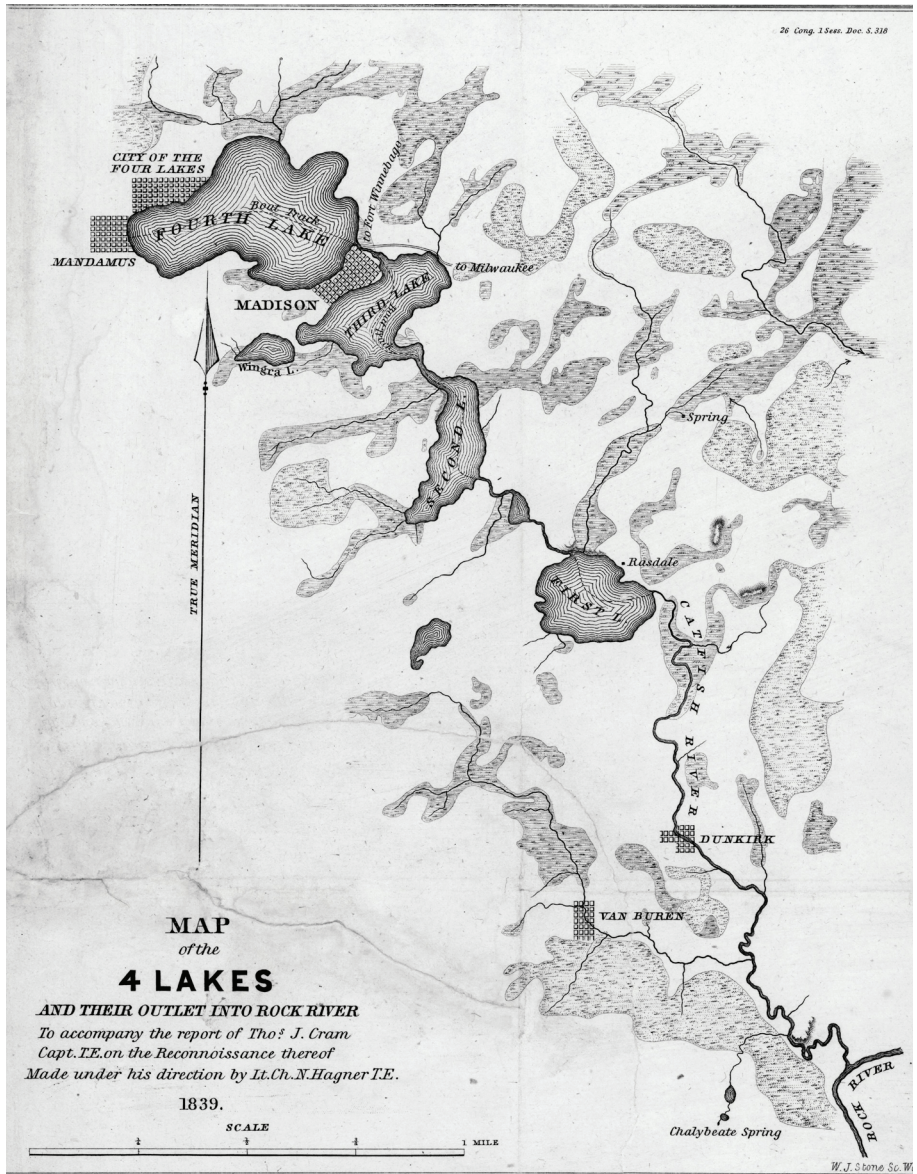 26 Cong. 1 Sess. Doc. S. 318
CITY OF THE
FOUR LAKES
Boat Track
FOURTH LAKE
MANDAMUS
to Fort Winnebago
to Milwaukee
MADISON
THIRD LAKE
Wingra L.
SECOND L.
Spring
TRUE MERIDIAN
Rasdale
FIRST L
CATFISH RIVER
DUNKIRK
VAN BUREN
MAP
of the
4 LAKES
AND THEIR OUTLET INTO ROCK RIVER
To accompany the report of Thoˢ J. Cram
Capt. T.E. on the Reconnoissance thereof
Made under his direction by Lt. Ch. N. Hagner T.E.
1839.
SCALE
1 MILE
Chalybeate Spring
ROCK RIVER
W. J. Stone Sc.